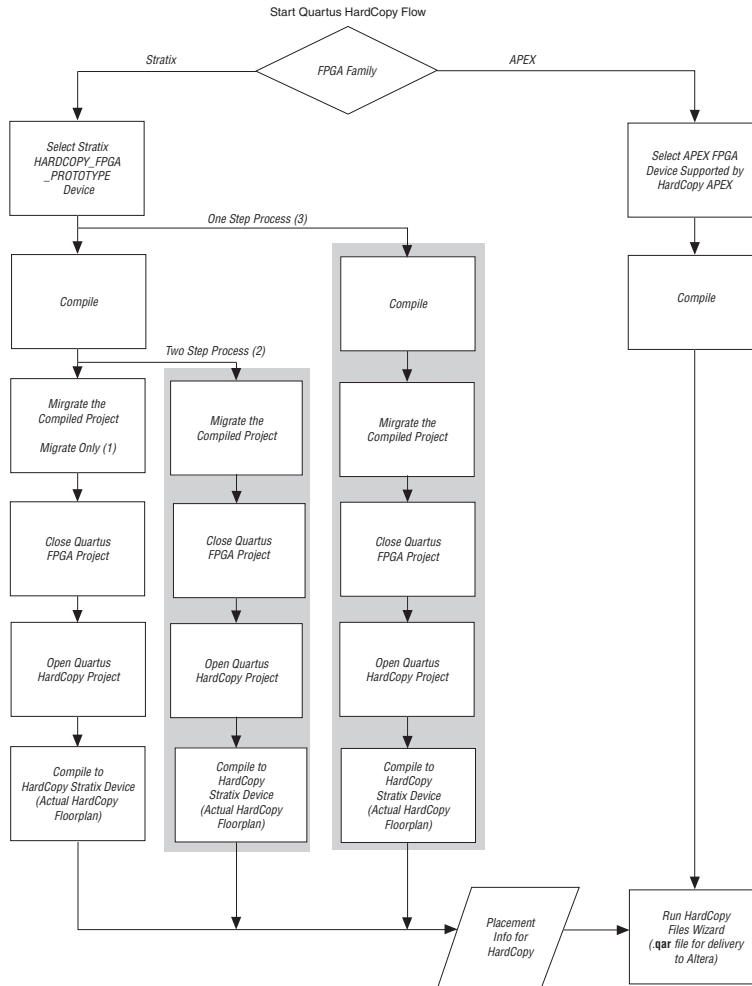 Start Quartus HardCopy Flow
Stratix
FPGA Family
APEX
Select Stratix
HARDCOPY_FPGA
_PROTOTYPE
Device
Select APEX FPGA
Device Supported by
HardCopy APEX
One Step Process (3)
Compile
Compile
Compile
Two Step Process (2)
Mirgrate the
Compiled Project
Migrate Only (1)
Migrate the
Compiled Project
Mirgrate the
Compiled Project
Close Quartus
FPGA Project
Close Quartus
FPGA Project
Close Quartus
FPGA Project
Open Quartus
HardCopy Project
Open Quartus
HardCopy Project
Open Quartus
HardCopy Project
Compile to
HardCopy Stratix Device
(Actual HardCopy
Floorplan)
Compile to
HardCopy
Stratix Device
(Actual HardCopy
Floorplan)
Compile to
HardCopy
Stratix Device
(Actual HardCopy
Floorplan)
Placement
Info for
HardCopy
Run HardCopy
Files Wizard
(.qar file for delivery
to Altera)